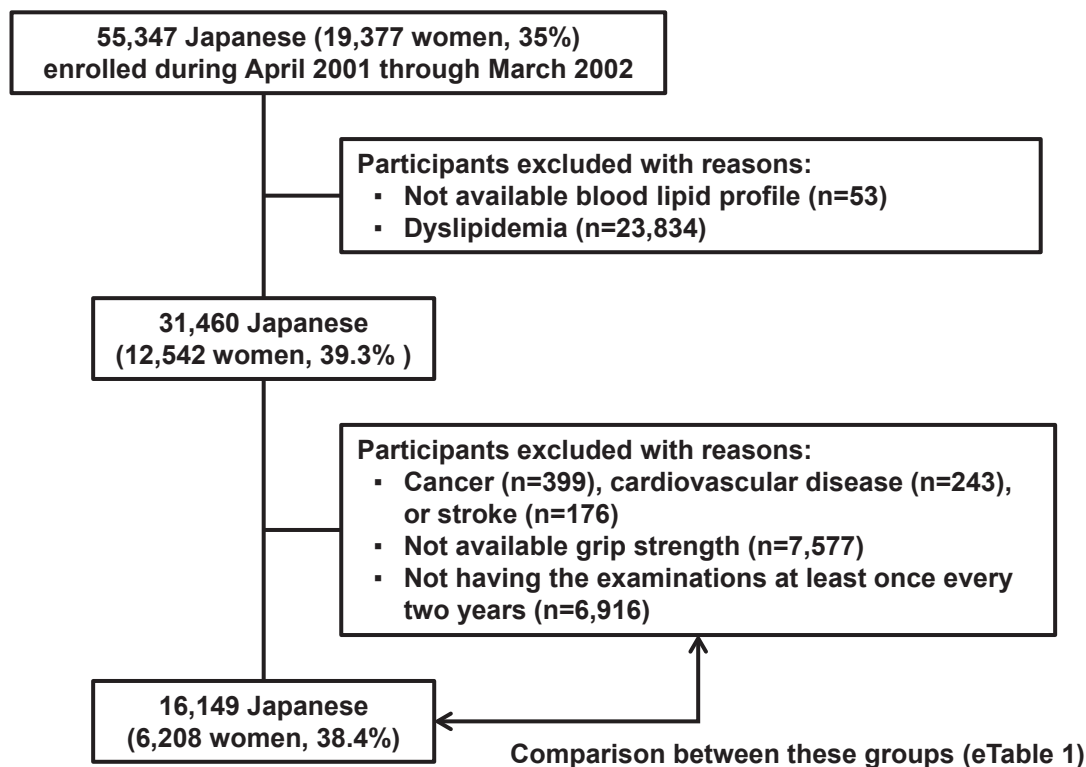 55,347 Japanese (19,377 women, 35%)
enrolled during April 2001 through March 2002
Participants excluded with reasons:
▪ Not available blood lipid profile (n=53)
▪ Dyslipidemia (n=23,834)
31,460 Japanese
(12,542 women, 39.3% )
Participants excluded with reasons:
▪ Cancer (n=399), cardiovascular disease (n=243),
or stroke (n=176)
▪ Not available grip strength (n=7,577)
▪ Not having the examinations at least once every
two years (n=6,916)
16,149 Japanese
(6,208 women, 38.4%)
Comparison between these groups (eTable 1)